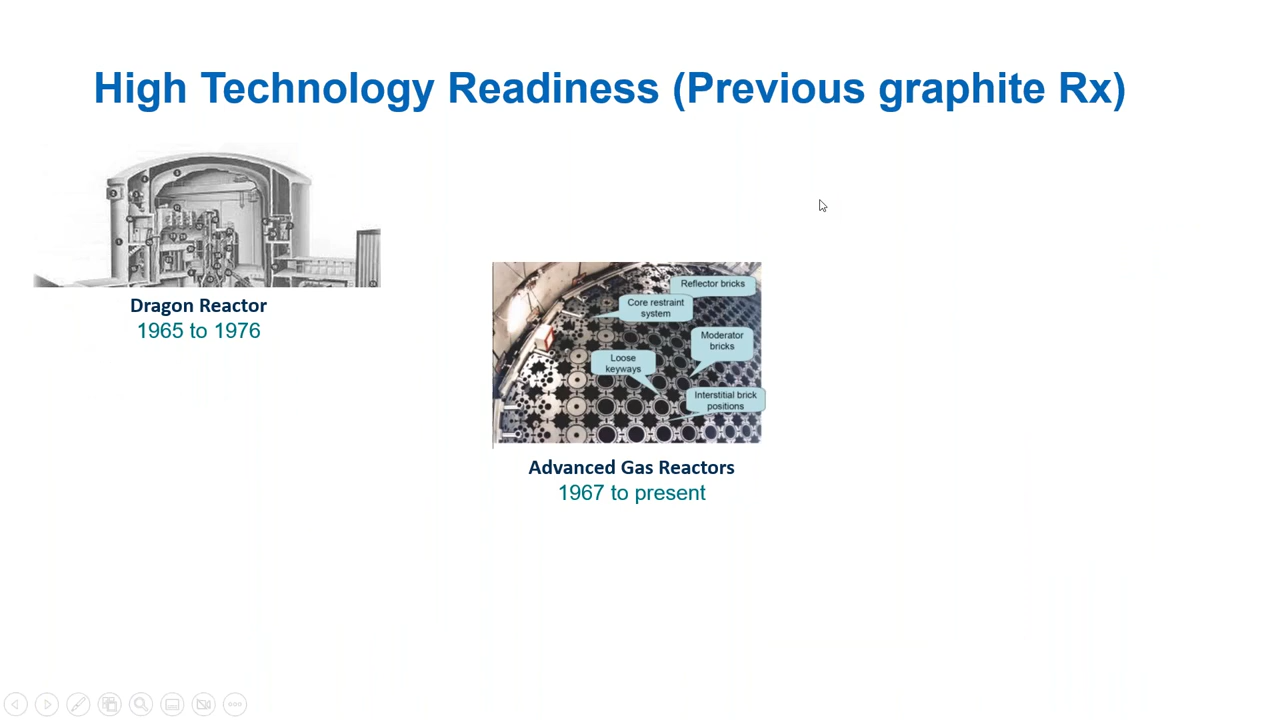 High Technology Readiness (Previous graphite Rx)
Dragon Reactor
1965 to 1976
Reflector bricks
Core restraint
system
Moderator
bricks
Loose
keyways
Interstitial brick
positions
Advanced Gas Reactors
1967 to present